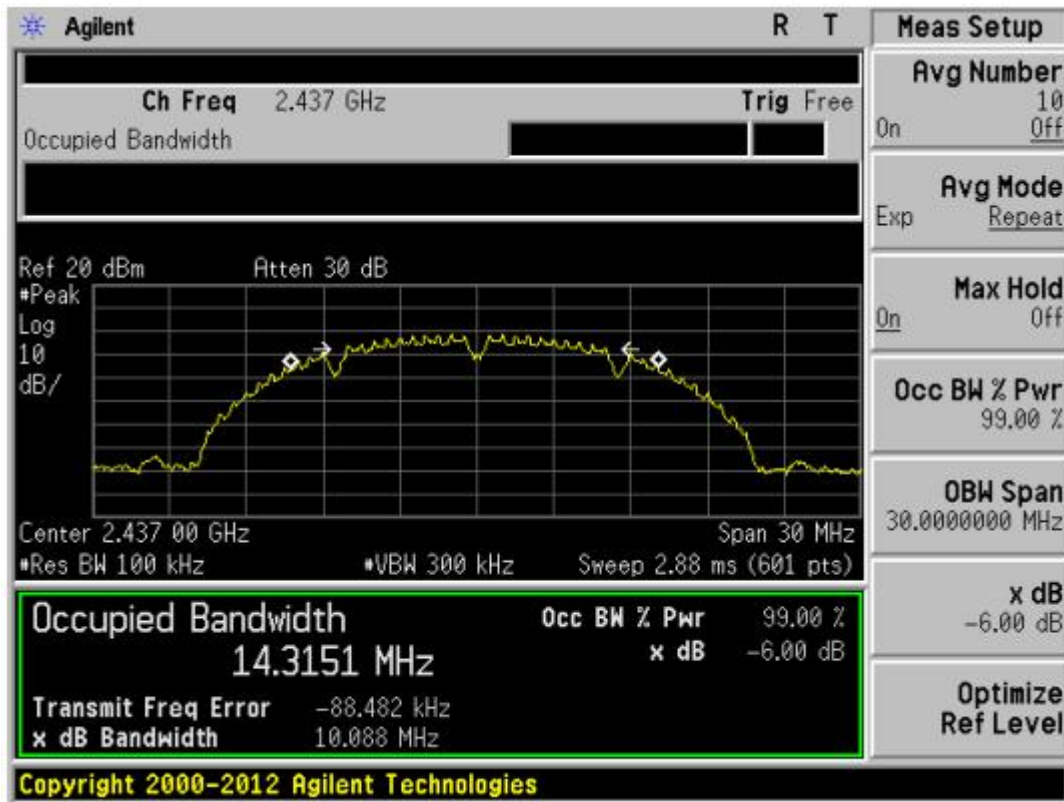 Agilent R T
Ch Freq 2.437 GHz Trig Free
Occupied Bandwidth
Ref 20 dBm Atten 30 dB
#Peak
Log
10
dB/
Center 2.437 00 GHz Span 30 MHz
#Res BW 100 kHz #VBW 300 kHz Sweep 2.88 ms (601 pts)
Occupied Bandwidth Occ BW % Pwr 99.00 %
14.3151 MHz x dB -6.00 dB
Transmit Freq Error -88.482 kHz
x dB Bandwidth 10.088 MHz
Copyright 2000-2012 Agilent Technologies
Meas Setup
Avg Number
10
On Off
Avg Mode
Exp Repeat
Max Hold
On Off
Occ BW % Pwr
99.00 %
OBW Span
30.0000000 MHz
x dB
-6.00 dB
Optimize
Ref Level